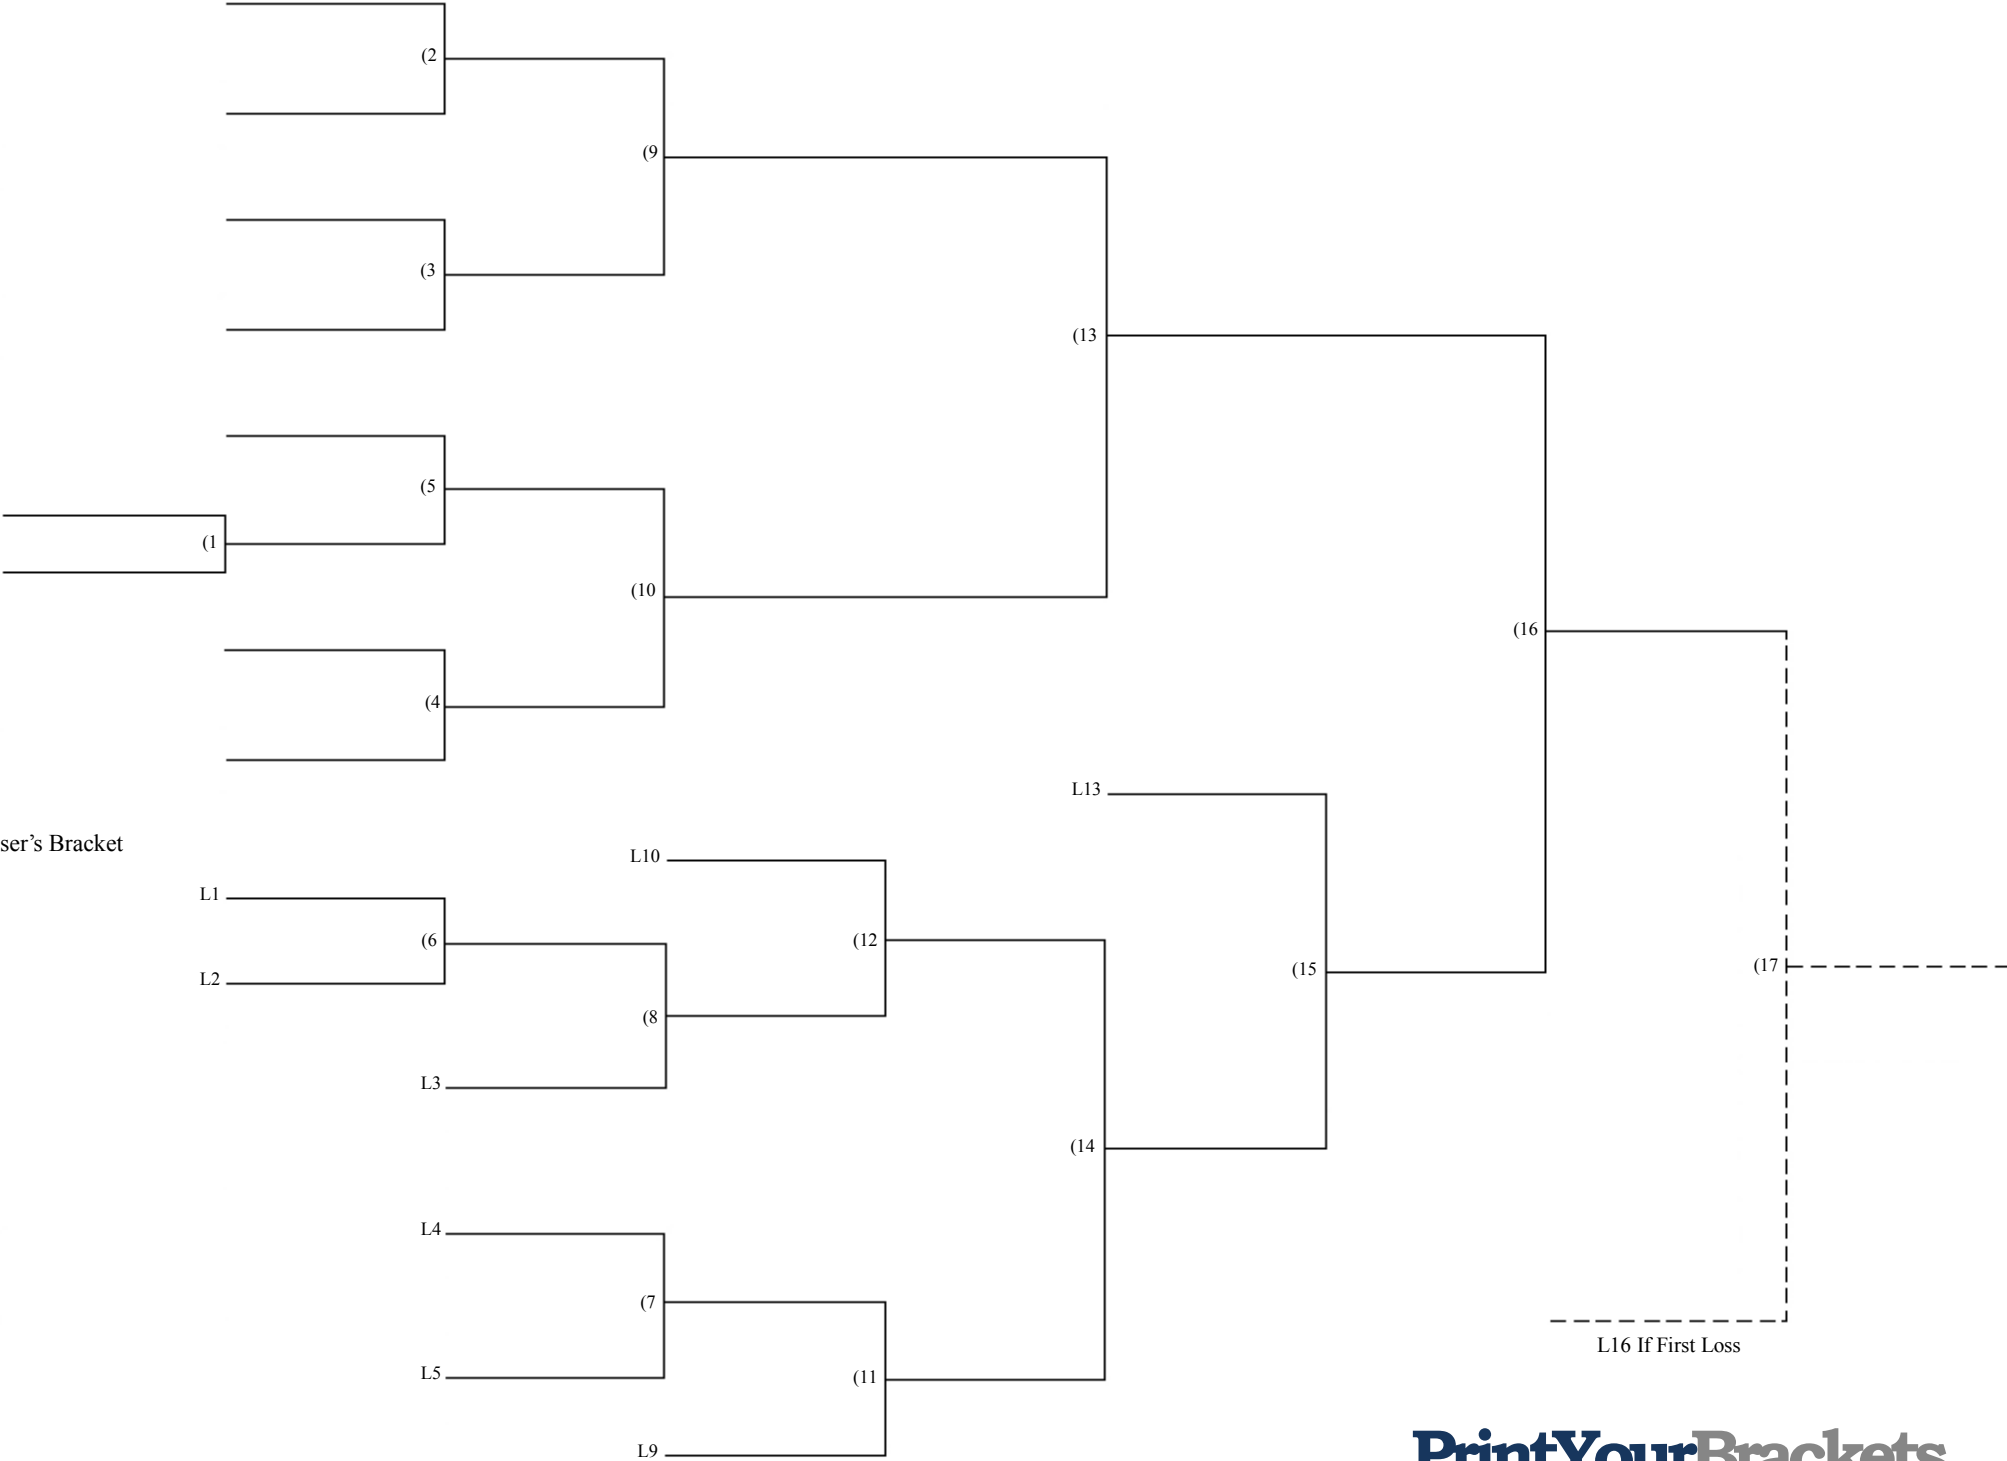 (2
(9
(3
(13
(5
(1
(10
(16
(4
L13
ser’s Bracket
L10
L1
(6
(12
L2
(15
(17
(8
L3
(14
L4
(7
L16 If First Loss
L5
(11
L9
PrintYourBrackets